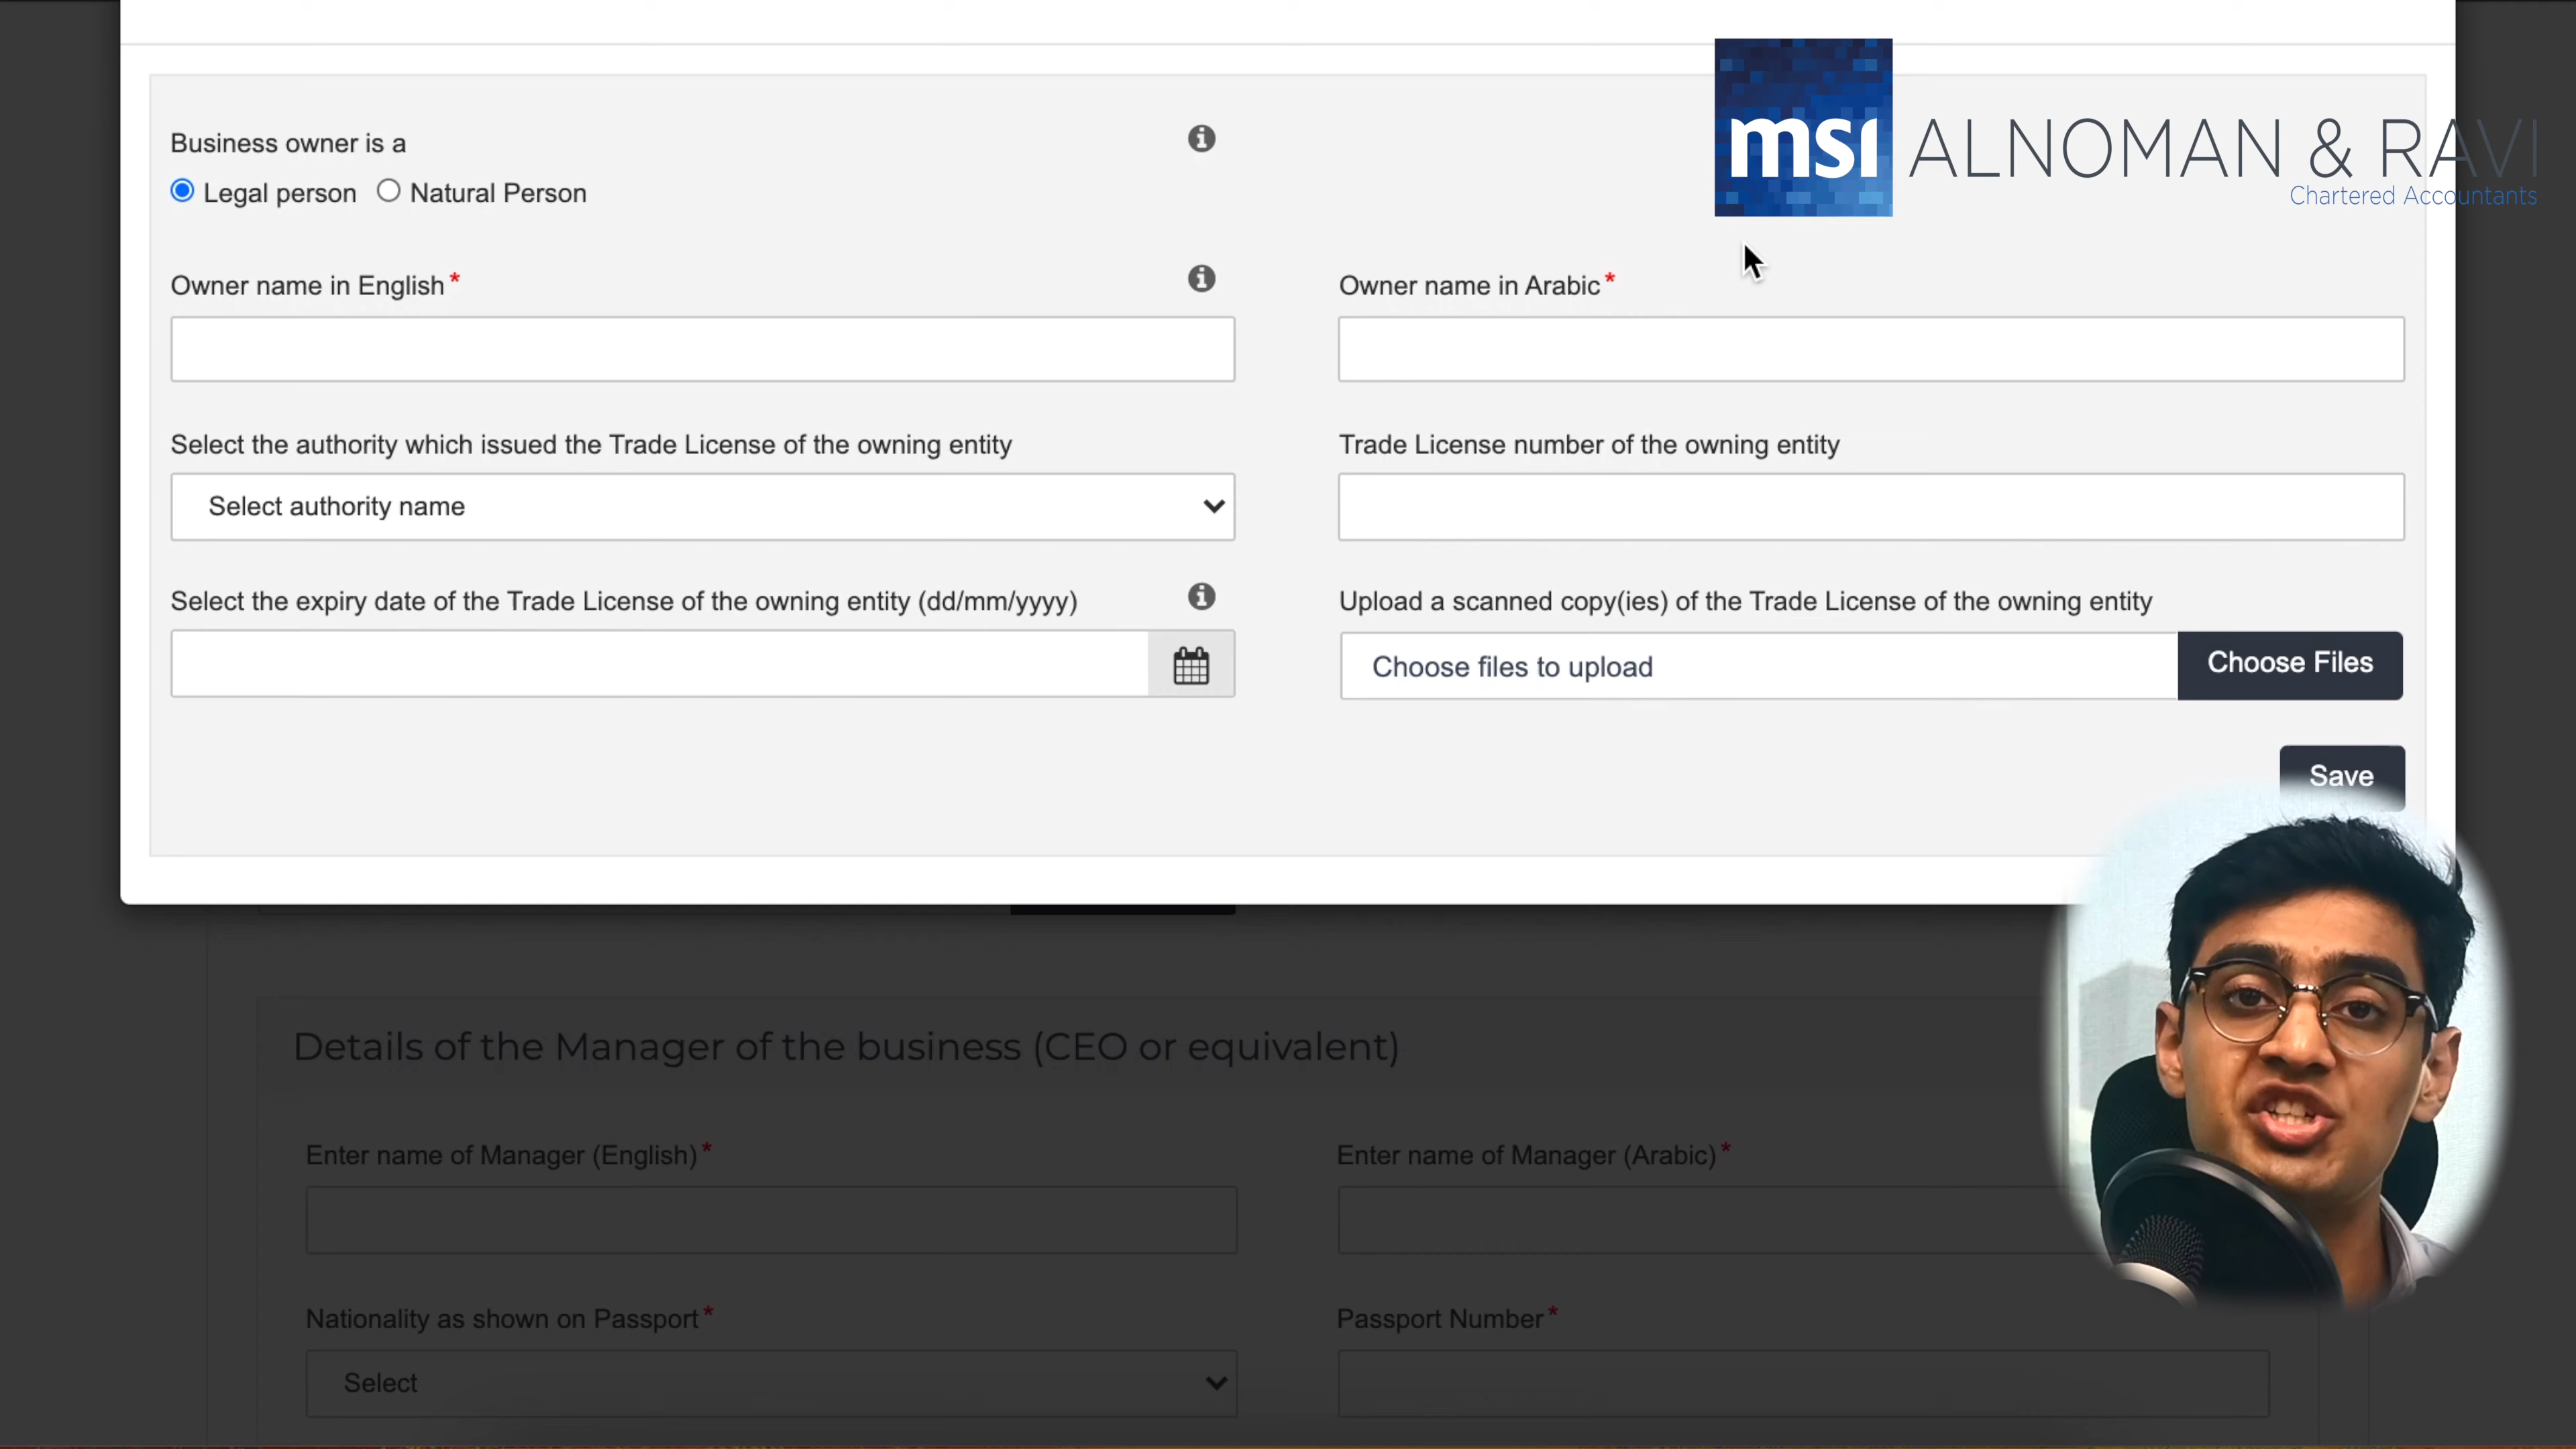 msi ALNOMAN & RAVI
Chartered Accountants
Business owner is a
Legal person Natural Person
Owner name in English *
Owner name in Arabic *
Select the authority which issued the Trade License of the owning entity
Trade License number of the owning entity
Select authority name
Select the expiry date of the Trade License of the owning entity (dd/mm/yyyy)
Upload a scanned copy(ies) of the Trade License of the owning entity
Choose files to upload
Choose Files
Save
Details of the Manager of the business (CEO or equivalent)
Enter name of Manager (English) *
Enter name of Manager (Arabic) *
Nationality as shown on Passport *
Passport Number *
Select